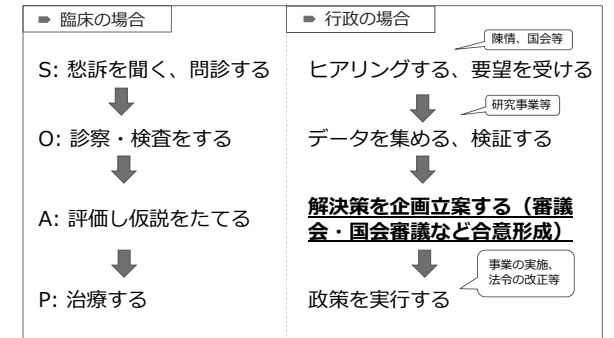 ➠ 臨床の場合
S: 愁訴を聞く、問診する
O: 診察・検査をする
A: 評価し仮説をたてる
P: 治療する
➠ 行政の場合
陳情、国会等
ヒアリングする、要望を受ける
研究事業等
データを集める、検証する
解決策を企画立案する（審議
会・国会審議など合意形成）
事業の実施、
法令の改正等
政策を実行する